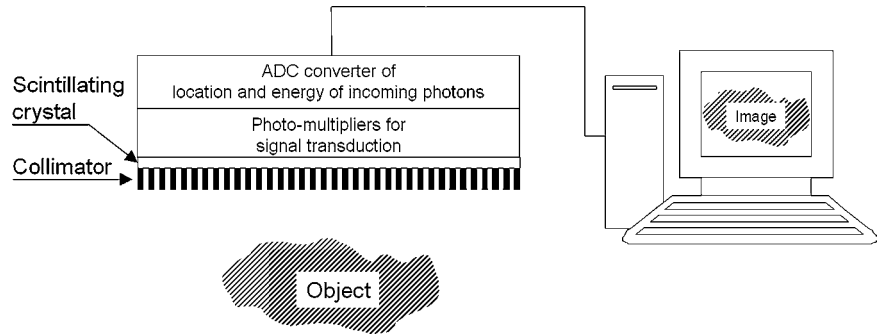 ADC converter of
location and energy of incoming photons
Scintillating
crystal
Photo-multipliers for
signal transduction
Collimator
Image
Object